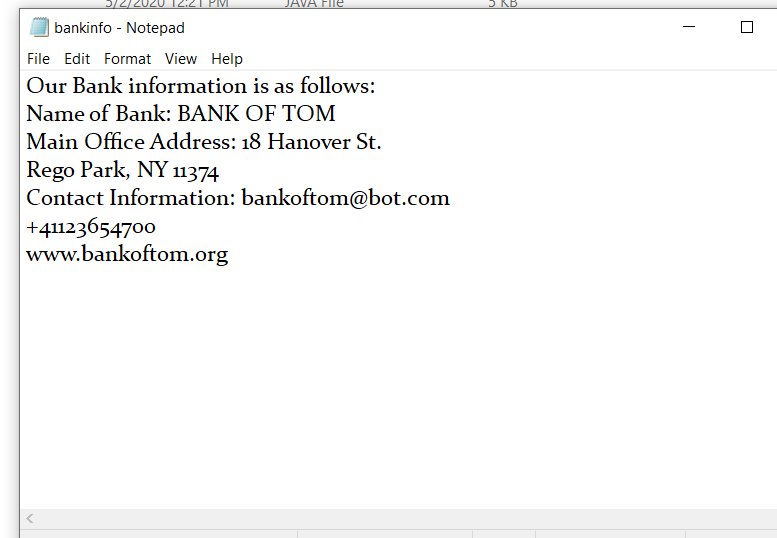 5/2/2020 12:21 PM JAVA File 5 KB
bankinfo - Notepad
File Edit Format View Help
Our Bank information is as follows:
Name of Bank: BANK OF TOM
Main Office Address: 18 Hanover St.
Rego Park, NY 11374
Contact Information: bankoftom@bot.com
+41123654700
www.bankoftom.org